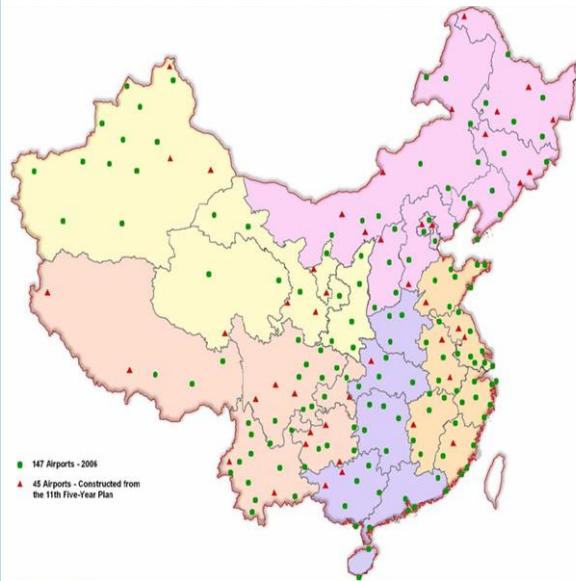 147 Airports - 2006
45 Airports - Constructed from
the 11th Five-Year Plan